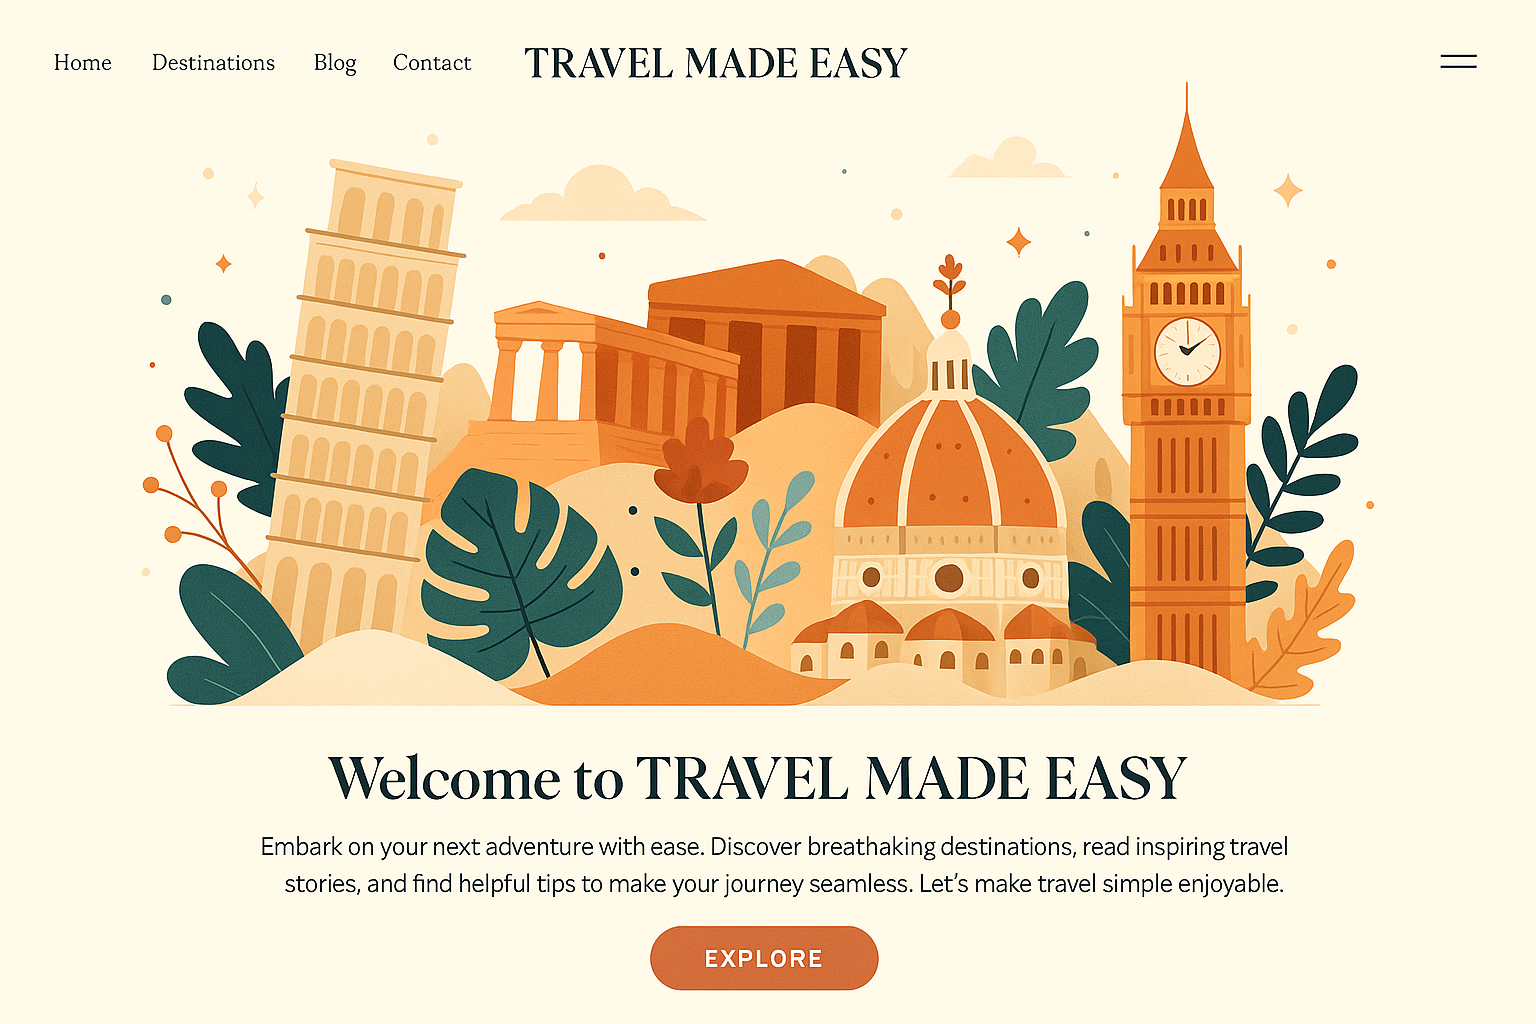 Home Destinations Blog Contact TRAVEL MADE EASY
Welcome to TRAVEL MADE EASY
Embark on your next adventure with ease. Discover breathaking destinations, read inspiring travel
stories, and find helpful tips to make your journey seamless. Let's make travel simple enjoyable.
EXPLORE